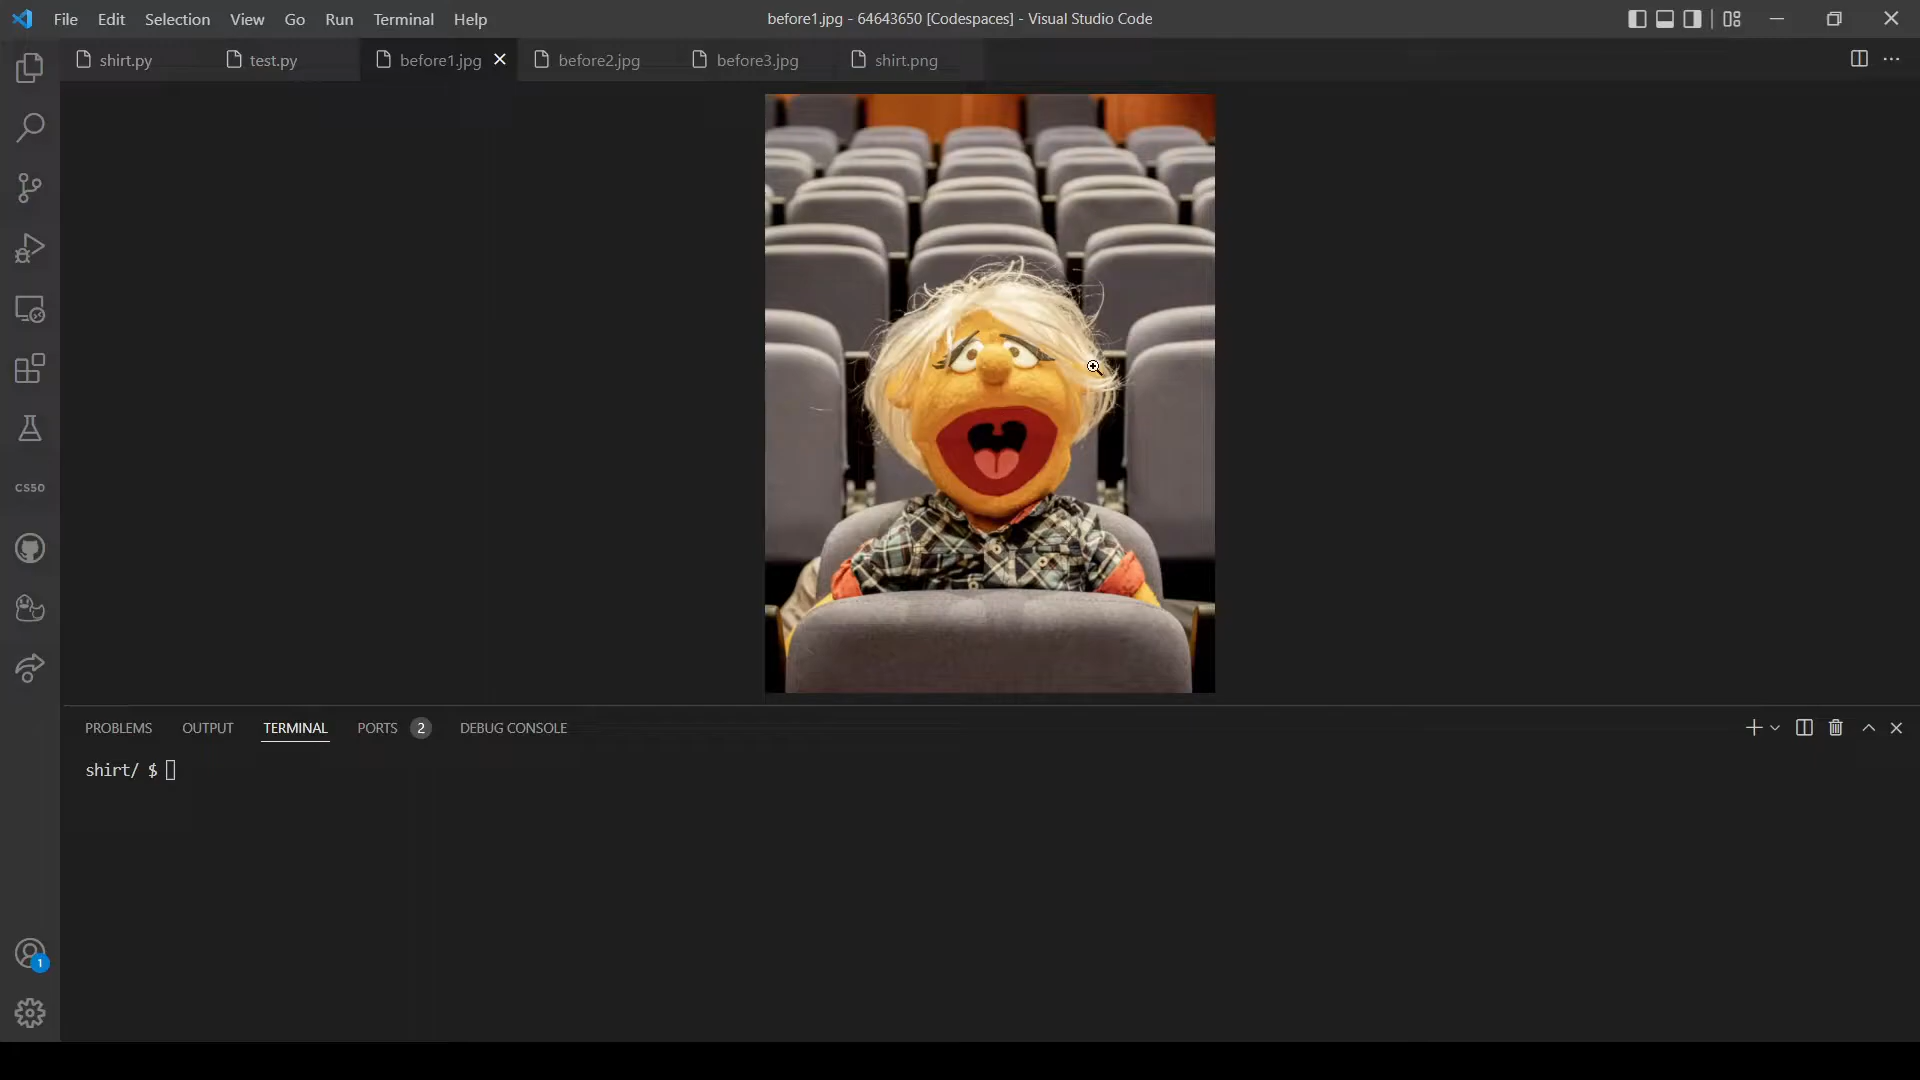 File Edit Selection View Go Run Terminal Help before1.jpg - 64643650 [Codespaces] - Visual Studio Code
shirt.py test.py before1.jpg before2.jpg before3.jpg shirt.png
CS50
PROBLEMS OUTPUT TERMINAL PORTS 2 DEBUG CONSOLE
shirt/ $
1